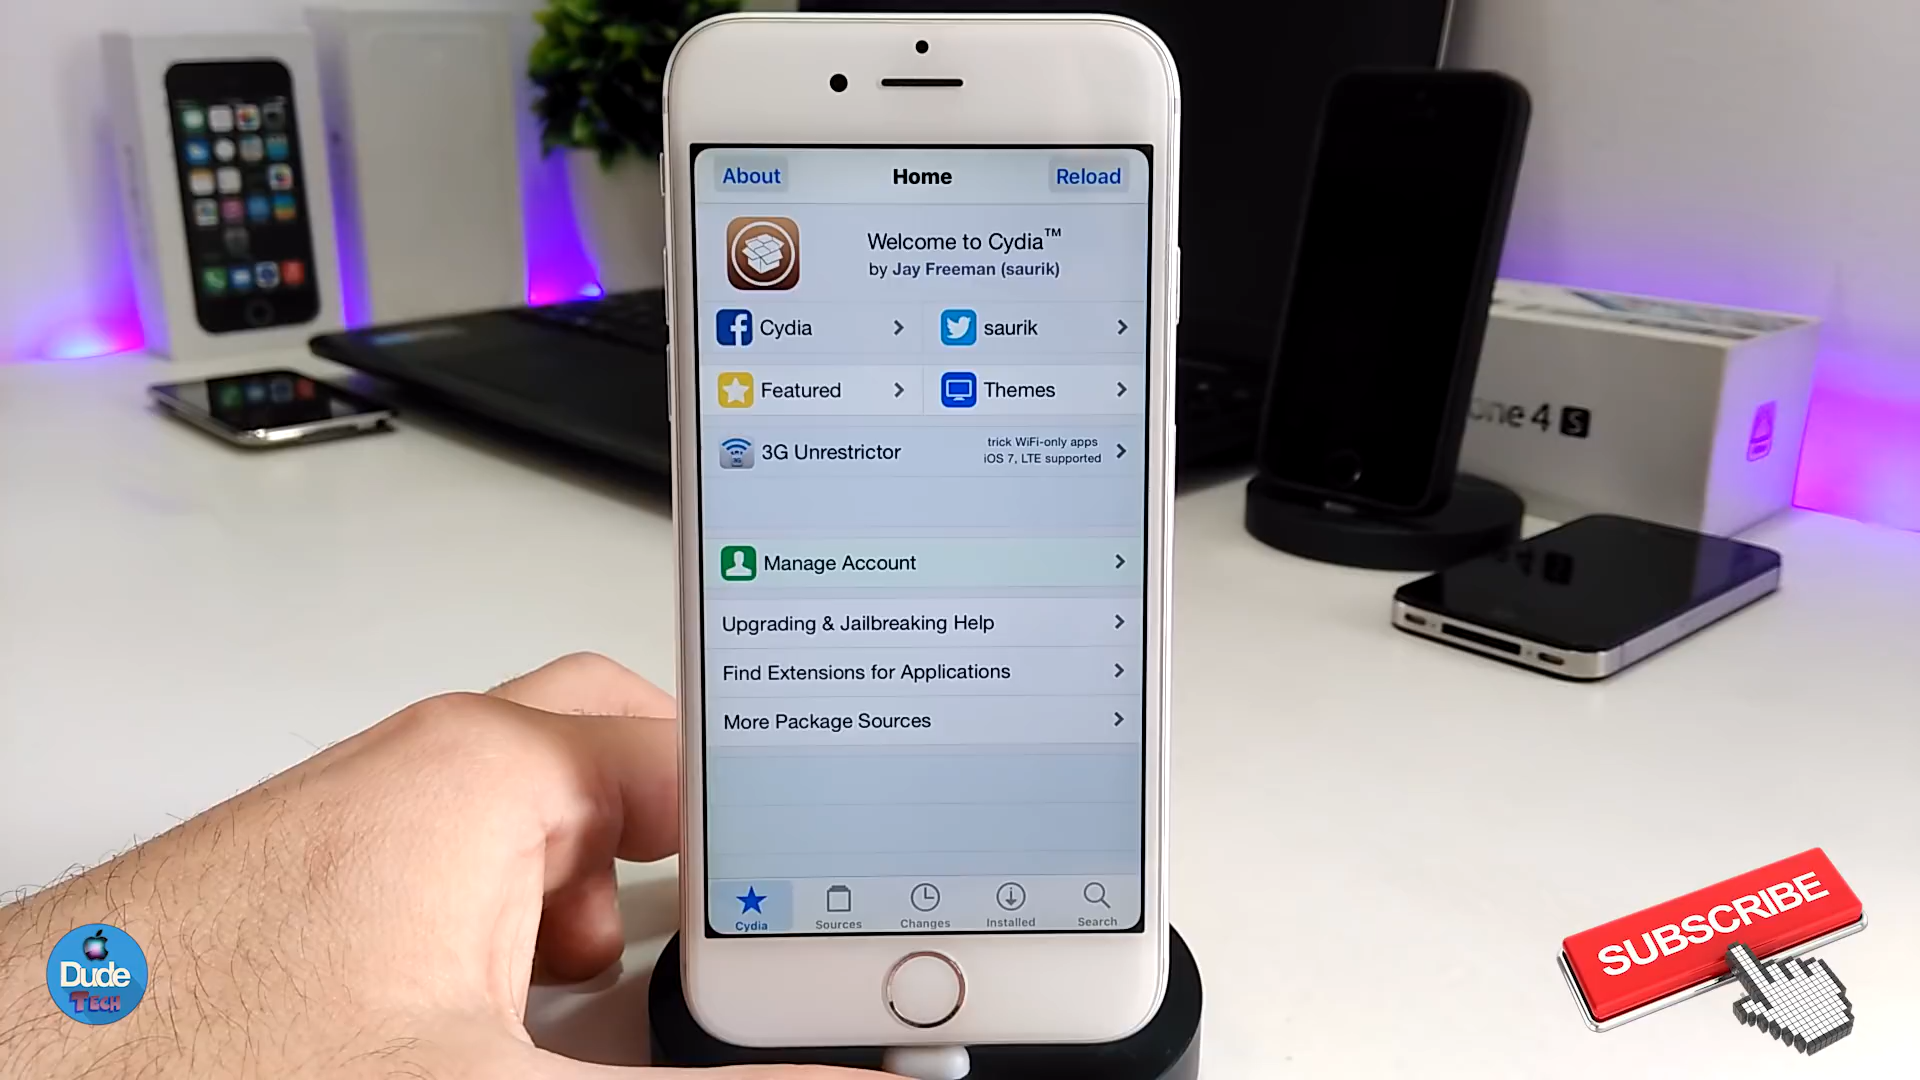 About
Home
Reload
Welcome to Cydia™
by Jay Freeman (saurik)
Cydia
saurik
Featured
Themes
3G Unrestrictor
trick WiFi-only apps
iOS 7, LTE supported
Manage Account
Upgrading & Jailbreaking Help
Find Extensions for Applications
More Package Sources
Cydia
Sources
Changes
Installed
Search
one 4 S
Dude
TECH
SUBSCRIBE